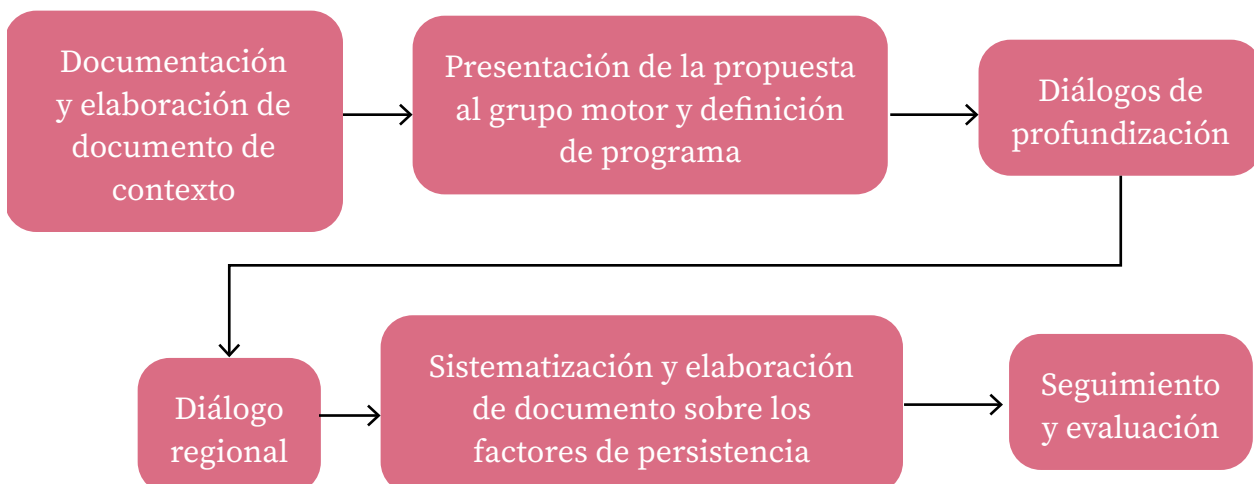 Documentación
y elaboración de
documento de
contexto
Presentación de la propuesta
al grupo motor y definición
de programa
Diálogos de
profundización
Diálogo
regional
Sistematización y elaboración
de documento sobre los
factores de persistencia
Seguimiento
y evaluación